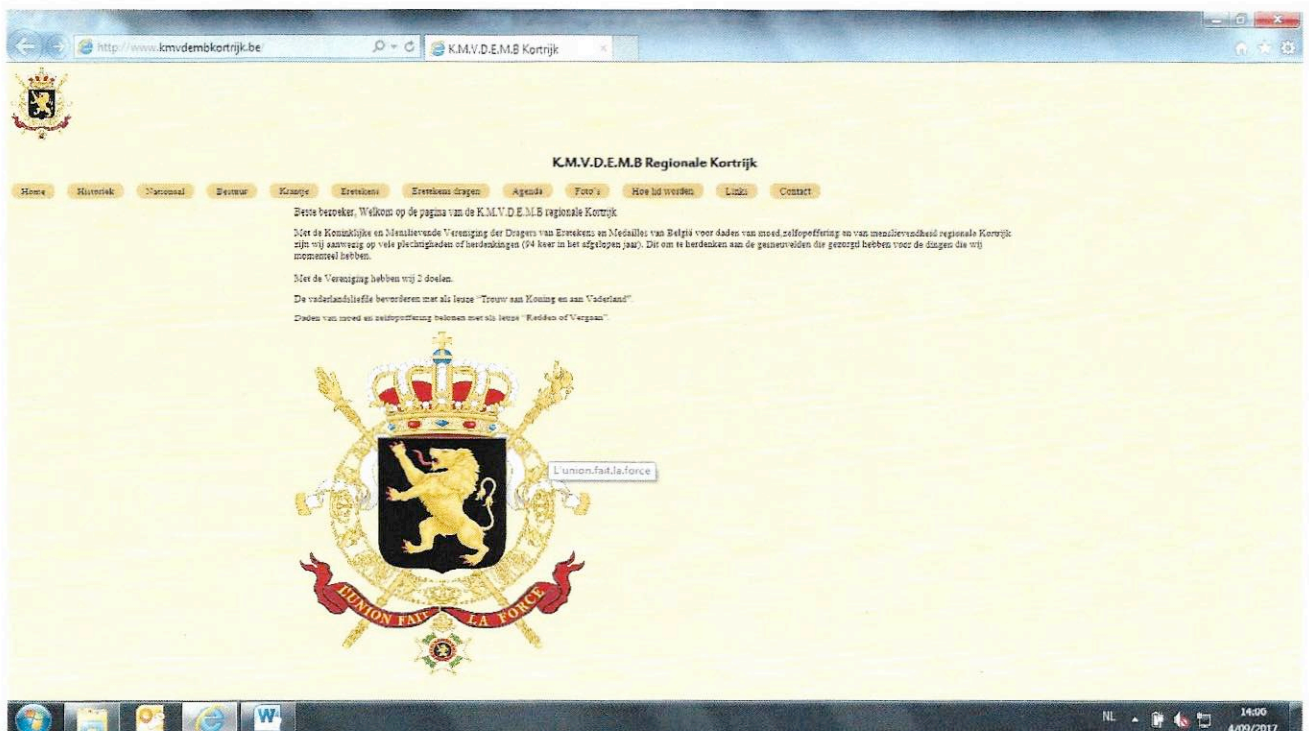 http://www.kmvdembkortrijk.be/
K.M.V.D.E.M.B Kortrijk
K.M.V.D.E.M.B Regionale Kortrijk
Home Historiek Nationaal Bestuur Krantje Eretekens Eretekens dragen Agenda Foto's Hoe lid worden Links Contact
Beste bezoeker, Welkom op de pagina van de K.M.V.D.E.M.B regionale Kortrijk
Met de Koninklijke en Menslievende Vereniging der Dragers van Eretekens en Medailles van België voor daden van moed,zelfopoffering en van menslievendheid regionale Kortrijk
zijn wij aanwezig op vele plechtigheden of herdenkingen (94 keer in het afgelopen jaar). Dit om te herdenken aan de gesneuvelden die gezorgd hebben voor de dingen die wij
momenteel hebben.
Met de Vereniging hebben wij 2 doelen.
De vaderlandsliefde bevorderen met als leuze "Trouw aan Koning en aan Vaderland".
Daden van moed en zelfopoffering belonen met als leuze "Redden of Vergaan".
L'union.fait.la.force
L'UNION FAIT LA FORCE
NL
14:06
4/09/2017